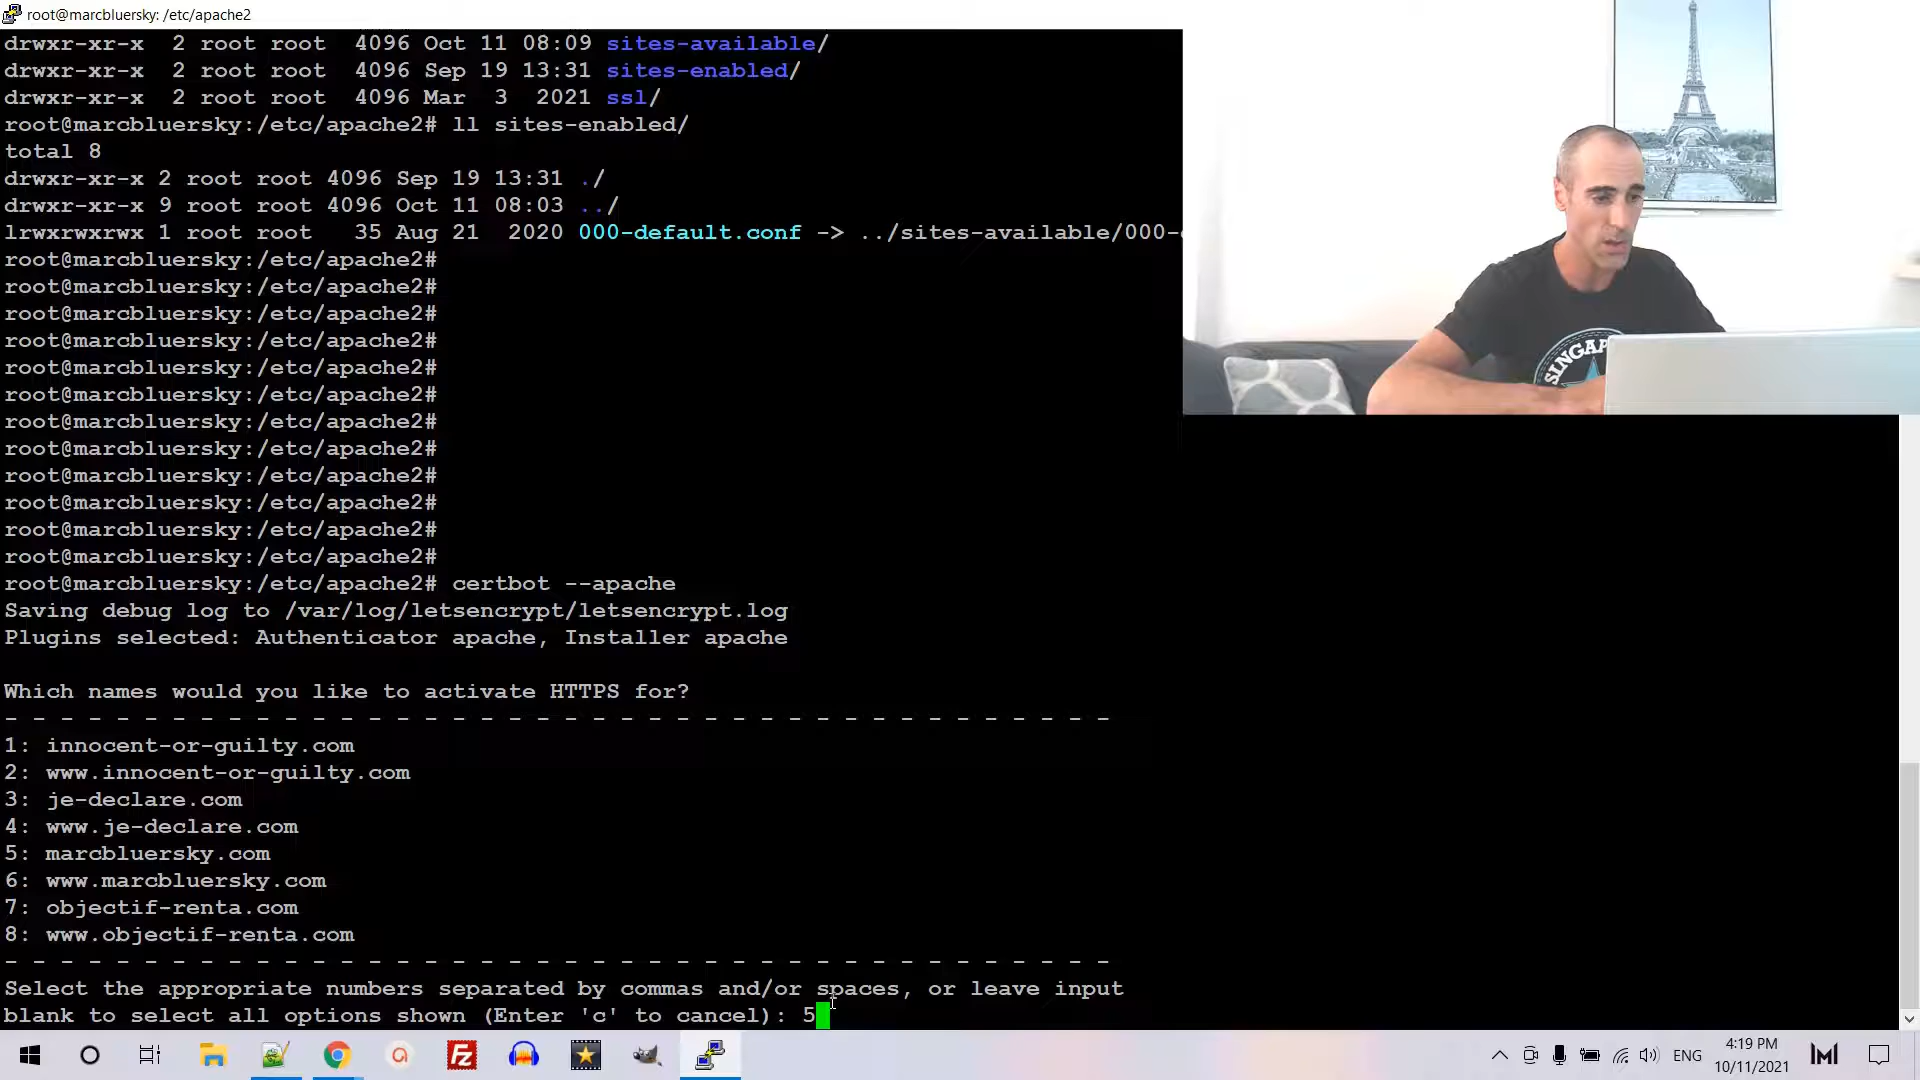 root@marcbluersky: /etc/apache2
drwxr-xr-x  2 root root  4096 Oct 11 08:09 sites-available/
drwxr-xr-x  2 root root  4096 Sep 19 13:31 sites-enabled/
drwxr-xr-x  2 root root  4096 Mar  3  2021 ssl/
root@marcbluersky:/etc/apache2# ll sites-enabled/
total 8
drwxr-xr-x 2 root root 4096 Sep 19 13:31 ./
drwxr-xr-x 9 root root 4096 Oct 11 08:03 ../
lrwxrwxrwx 1 root root   35 Aug 21  2020 000-default.conf -> ../sites-available/000-
root@marcbluersky:/etc/apache2#
root@marcbluersky:/etc/apache2#
root@marcbluersky:/etc/apache2#
root@marcbluersky:/etc/apache2#
root@marcbluersky:/etc/apache2#
root@marcbluersky:/etc/apache2#
root@marcbluersky:/etc/apache2#
root@marcbluersky:/etc/apache2#
root@marcbluersky:/etc/apache2#
root@marcbluersky:/etc/apache2#
root@marcbluersky:/etc/apache2#
root@marcbluersky:/etc/apache2#
root@marcbluersky:/etc/apache2# certbot --apache
Saving debug log to /var/log/letsencrypt/letsencrypt.log
Plugins selected: Authenticator apache, Installer apache
Which names would you like to activate HTTPS for?
- - - - - - - - - - - - - - - - - - - - - - - - - - - - - - - - - - - - - - - -
1: innocent-or-guilty.com
2: www.innocent-or-guilty.com
3: je-declare.com
4: www.je-declare.com
5: marcbluersky.com
6: www.marcbluersky.com
7: objectif-renta.com
8: www.objectif-renta.com
- - - - - - - - - - - - - - - - - - - - - - - - - - - - - - - - - - - - - - - -
Select the appropriate numbers separated by commas and/or spaces, or leave input
blank to select all options shown (Enter 'c' to cancel): 5
SINGAP
ENG
4:19 PM
10/11/2021